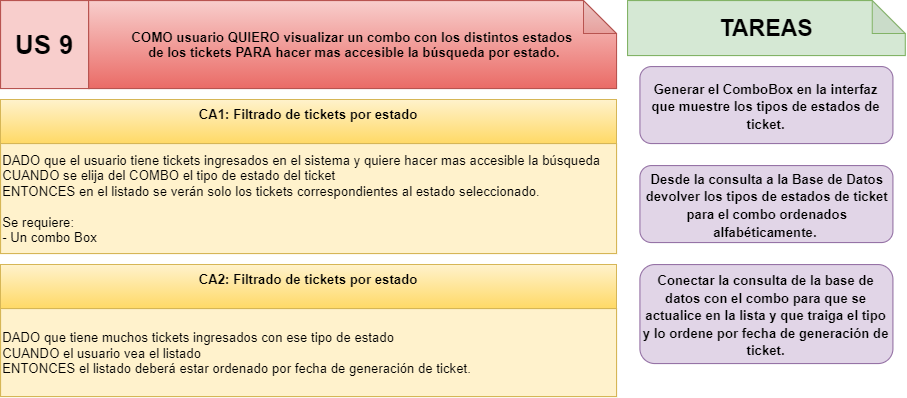 US 9
COMO usuario QUIERO visualizar un combo con los distintos estados
de los tickets PARA hacer mas accesible la búsqueda por estado.
CA1: Filtrado de tickets por estado
DADO que el usuario tiene tickets ingresados en el sistema y quiere hacer mas accesible la búsqueda
CUANDO se elija del COMBO el tipo de estado del ticket
ENTONCES en el listado se verán solo los tickets correspondientes al estado seleccionado.
Se requiere:
- Un combo Box
CA2: Filtrado de tickets por estado
DADO que tiene muchos tickets ingresados con ese tipo de estado
CUANDO el usuario vea el listado
ENTONCES el listado deberá estar ordenado por fecha de generación de ticket.
TAREAS
Generar el ComboBox en la interfaz
que muestre los tipos de estados de
ticket.
Desde la consulta a la Base de Datos
devolver los tipos de estados de ticket
para el combo ordenados
alfabéticamente.
Conectar la consulta de la base de
datos con el combo para que se
actualice en la lista y que traiga el tipo
y lo ordene por fecha de generación de
ticket.